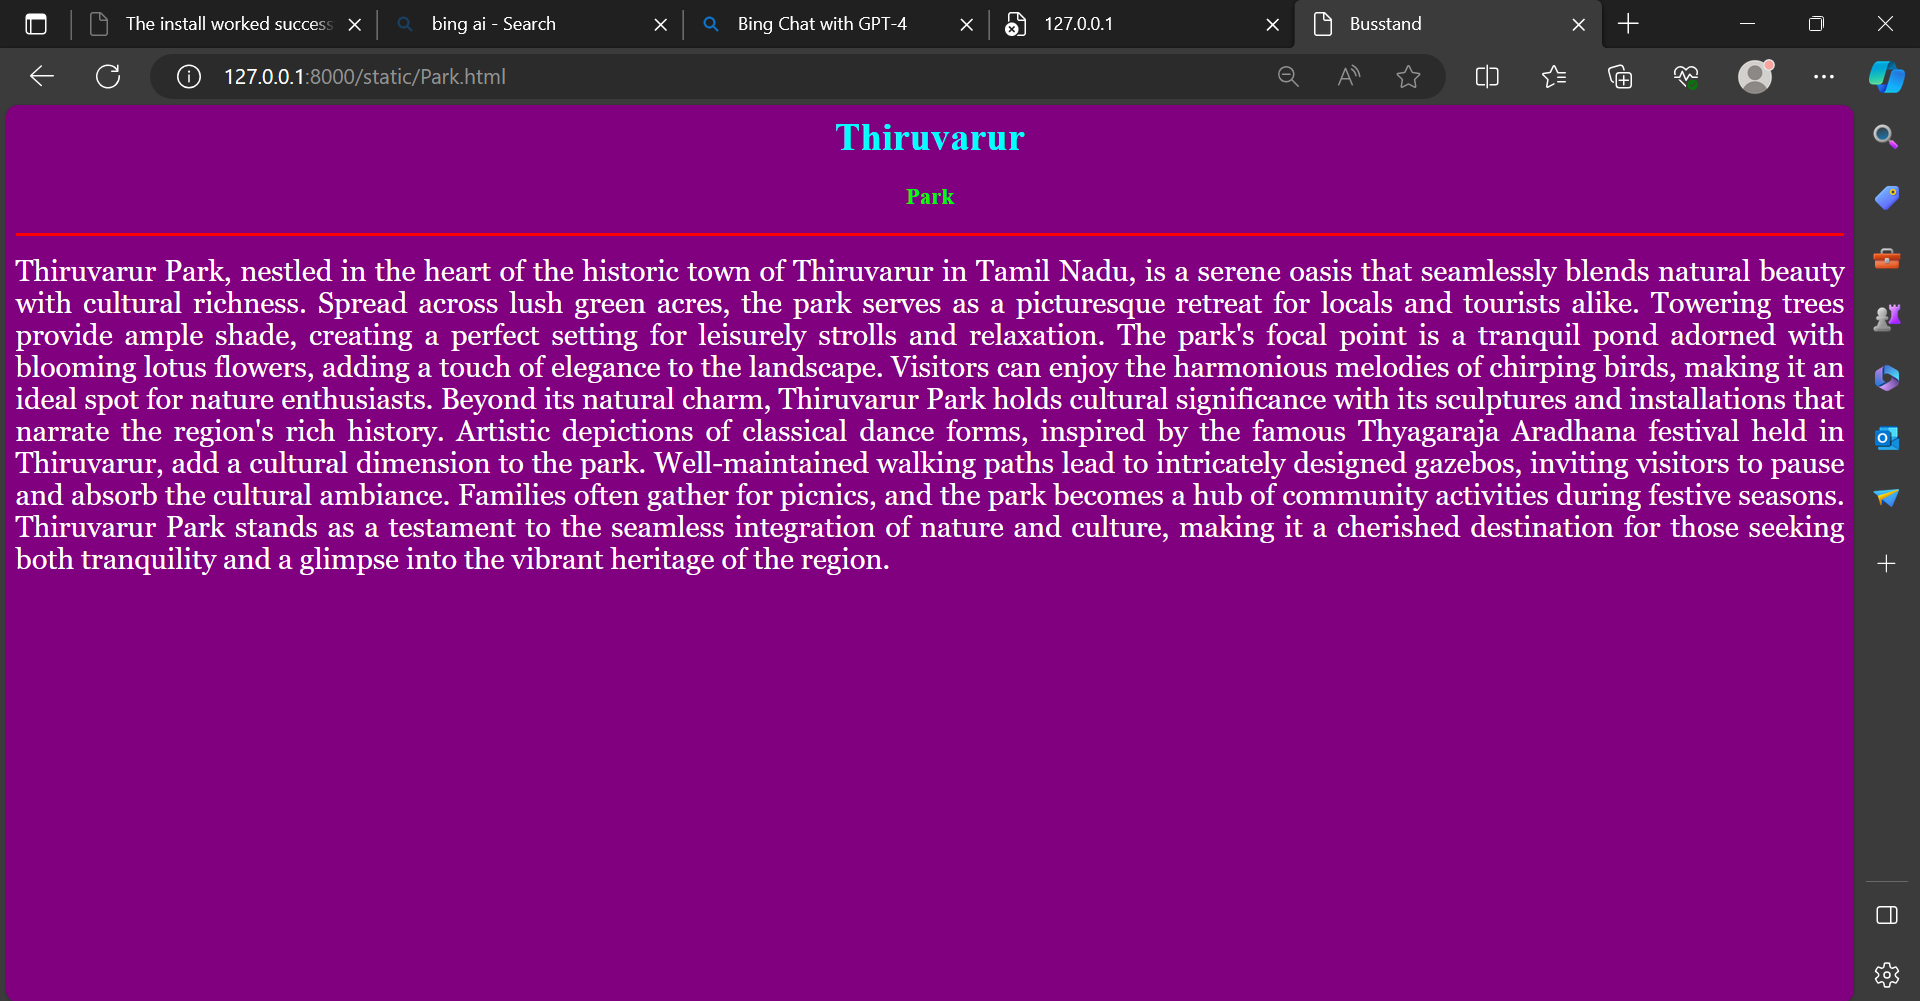 The install worked success
bing ai - Search
Bing Chat with GPT-4
127.0.0.1
Busstand
127.0.0.1:8000/static/Park.html
Thiruvarur
Park
Thiruvarur Park, nestled in the heart of the historic town of Thiruvarur in Tamil Nadu, is a serene oasis that seamlessly blends natural beauty
with cultural richness. Spread across lush green acres, the park serves as a picturesque retreat for locals and tourists alike. Towering trees
provide ample shade, creating a perfect setting for leisurely strolls and relaxation. The park's focal point is a tranquil pond adorned with
blooming lotus flowers, adding a touch of elegance to the landscape. Visitors can enjoy the harmonious melodies of chirping birds, making it an
ideal spot for nature enthusiasts. Beyond its natural charm, Thiruvarur Park holds cultural significance with its sculptures and installations that
narrate the region's rich history. Artistic depictions of classical dance forms, inspired by the famous Thyagaraja Aradhana festival held in
Thiruvarur, add a cultural dimension to the park. Well-maintained walking paths lead to intricately designed gazebos, inviting visitors to pause
and absorb the cultural ambiance. Families often gather for picnics, and the park becomes a hub of community activities during festive seasons.
Thiruvarur Park stands as a testament to the seamless integration of nature and culture, making it a cherished destination for those seeking
both tranquility and a glimpse into the vibrant heritage of the region.